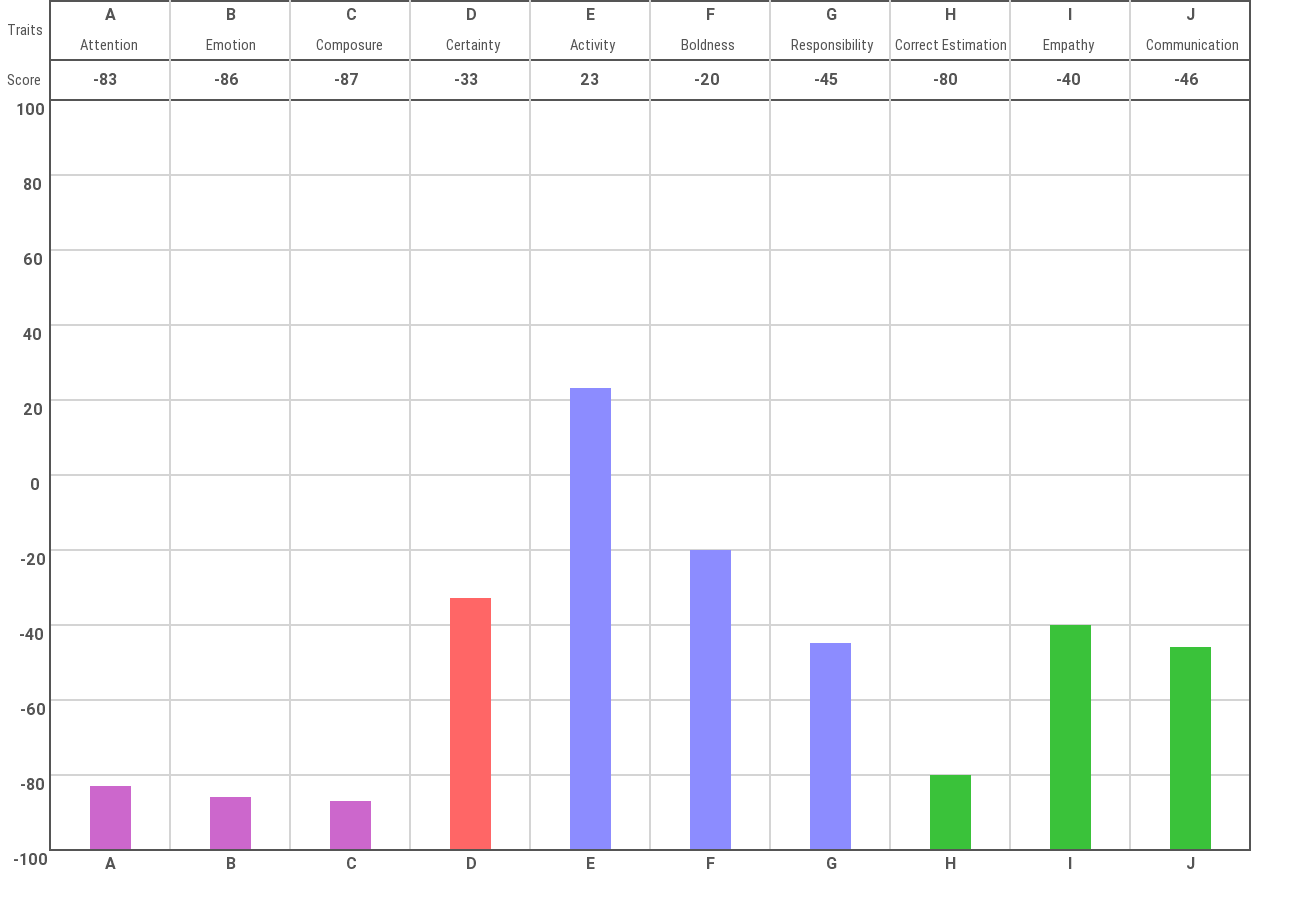 A B C D E F G H I J
Traits
Attention Emotion Composure Certainty Activity Boldness Responsibility Correct Estimation Empathy Communication
Score -83 -86 -87 -33 23 -20 -45 -80 -40 -46
100
80
60
40
20
0
-20
-40
-60
-80
-100
A B C D E F G H I J